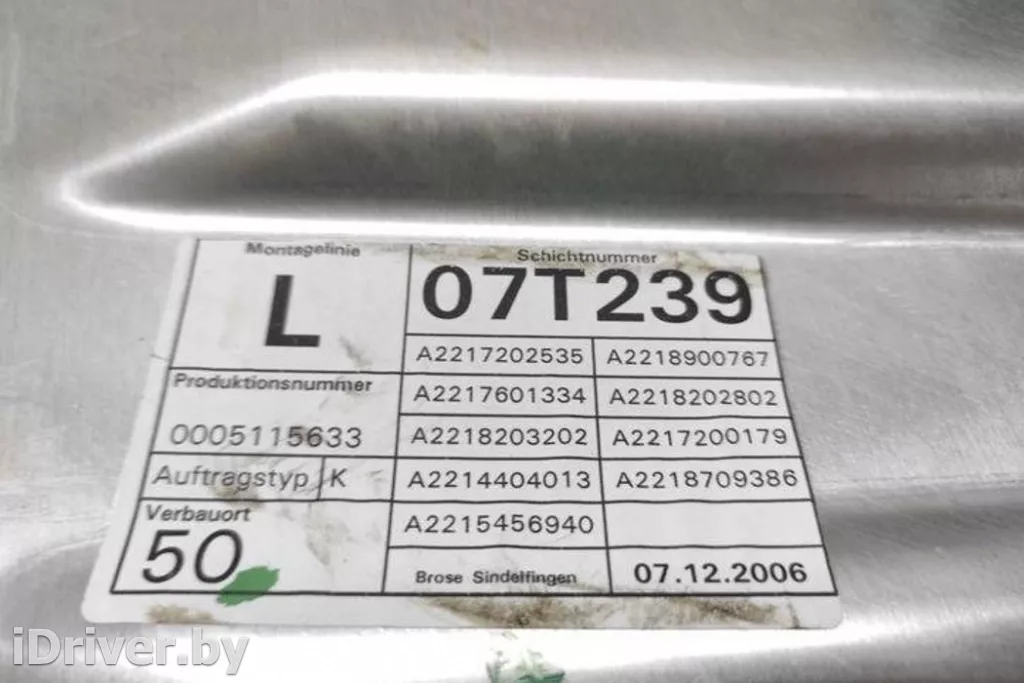 Montagelinie
L
Schichtnummer
07T239
A2217202535 A2218900767
Produktionsnummer
0005115633
A2217601334 A2218202802
A2218203202 A2217200179
Auftragstyp K
A2214404013 A2218709386
Verbauort
50
A2215456940
Brose Sindelfingen 07.12.2006
iDriver.by